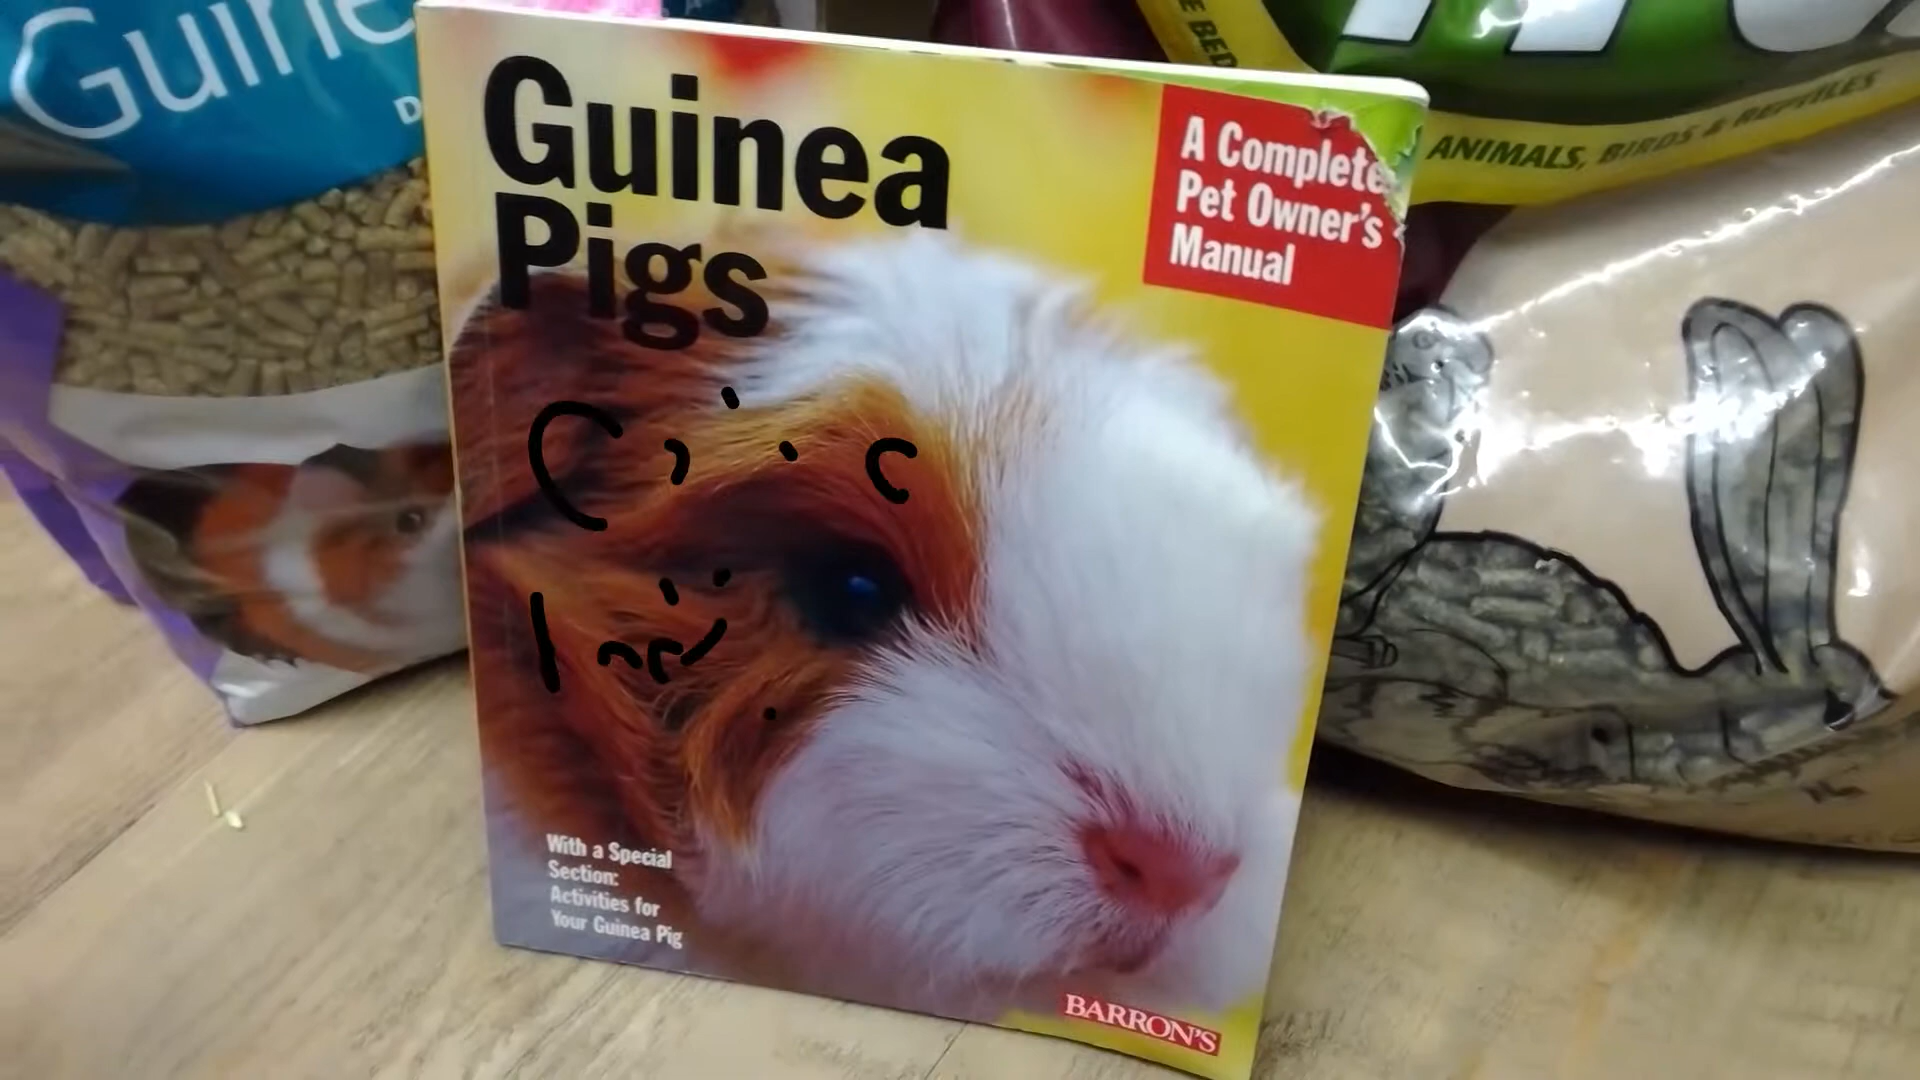 Guinea
Pigs
A Complete
Pet Owner's
Manual
With a Special
Section:
Activities for
Your Guinea Pig
BARRON'S
ANIMALS, BIRDS & REPTILES